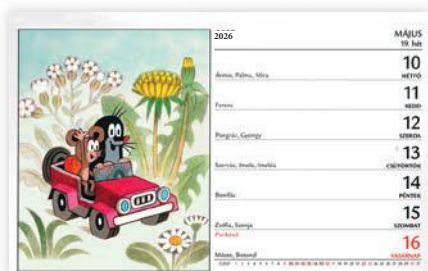 2026
MÁJUS
19. hét
10
Ármin, Pálma, Míra
HÉTFŐ
11
Ferenc
KEDD
12
Pongrác, Gyöngy
SZERDA
13
Szervác, Imola, Imelda
CSÜTÖRTÖK
14
Bonifác
PÉNTEK
15
Zsófia, Szonja
SZOMBAT
Pünkösd
16
Mózes, Botond
VASÁRNAP